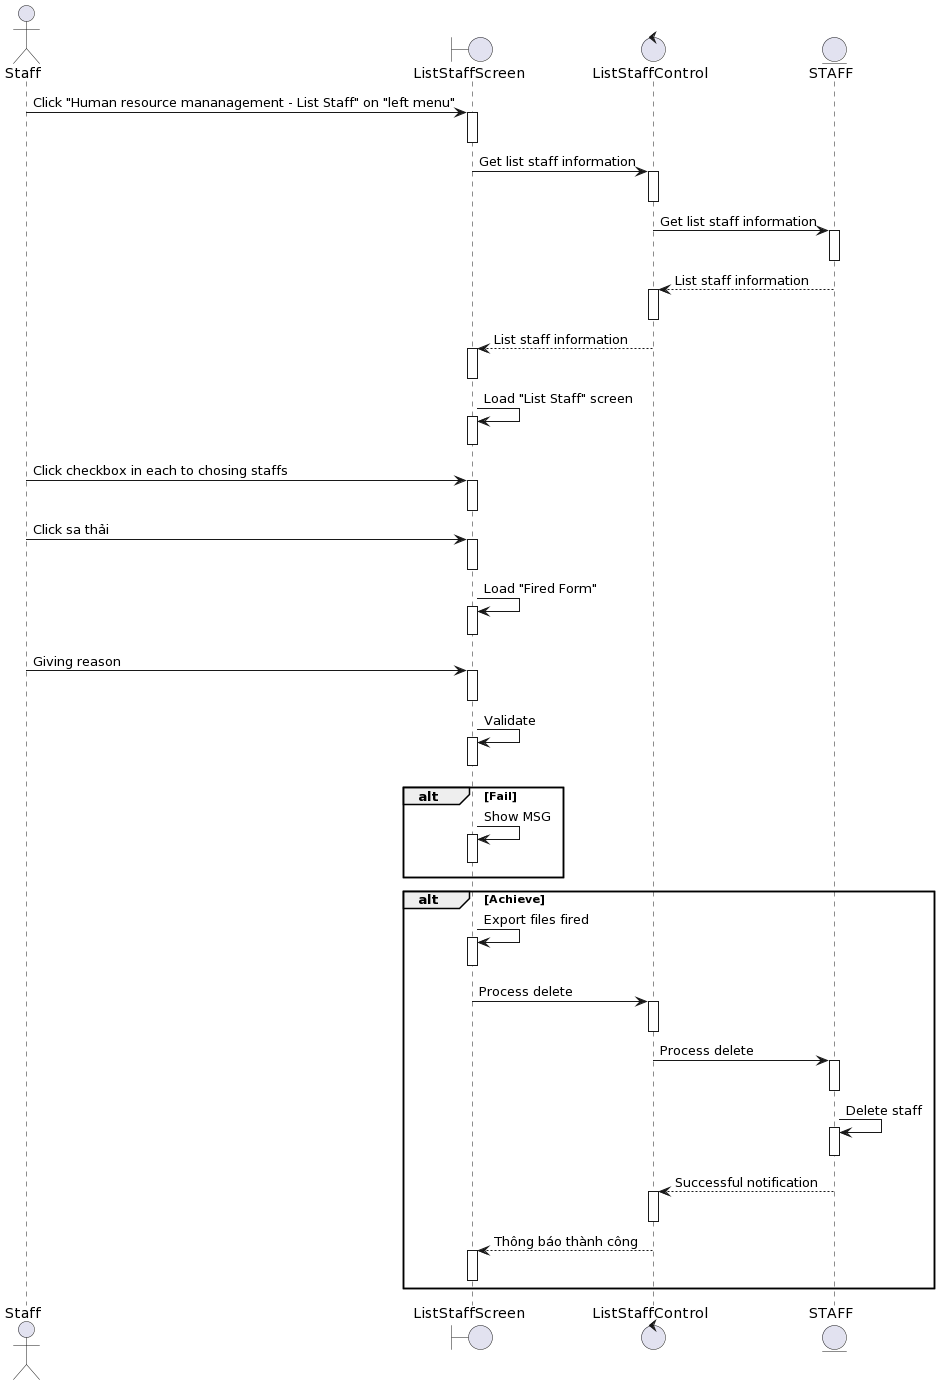 Staff
ListStaffScreen
ListStaffControl
STAFF
Click "Human resource mananagement - List Staff" on "left menu"
Get list staff information
Get list staff information
List staff information
List staff information
Load "List Staff" screen
Click checkbox in each to chosing staffs
Click sa thải
Load "Fired Form"
Giving reason
Validate
alt [Fail]
Show MSG
alt [Achieve]
Export files fired
Process delete
Process delete
Delete staff
Successful notification
Thông báo thành công
Staff
ListStaffScreen
ListStaffControl
STAFF